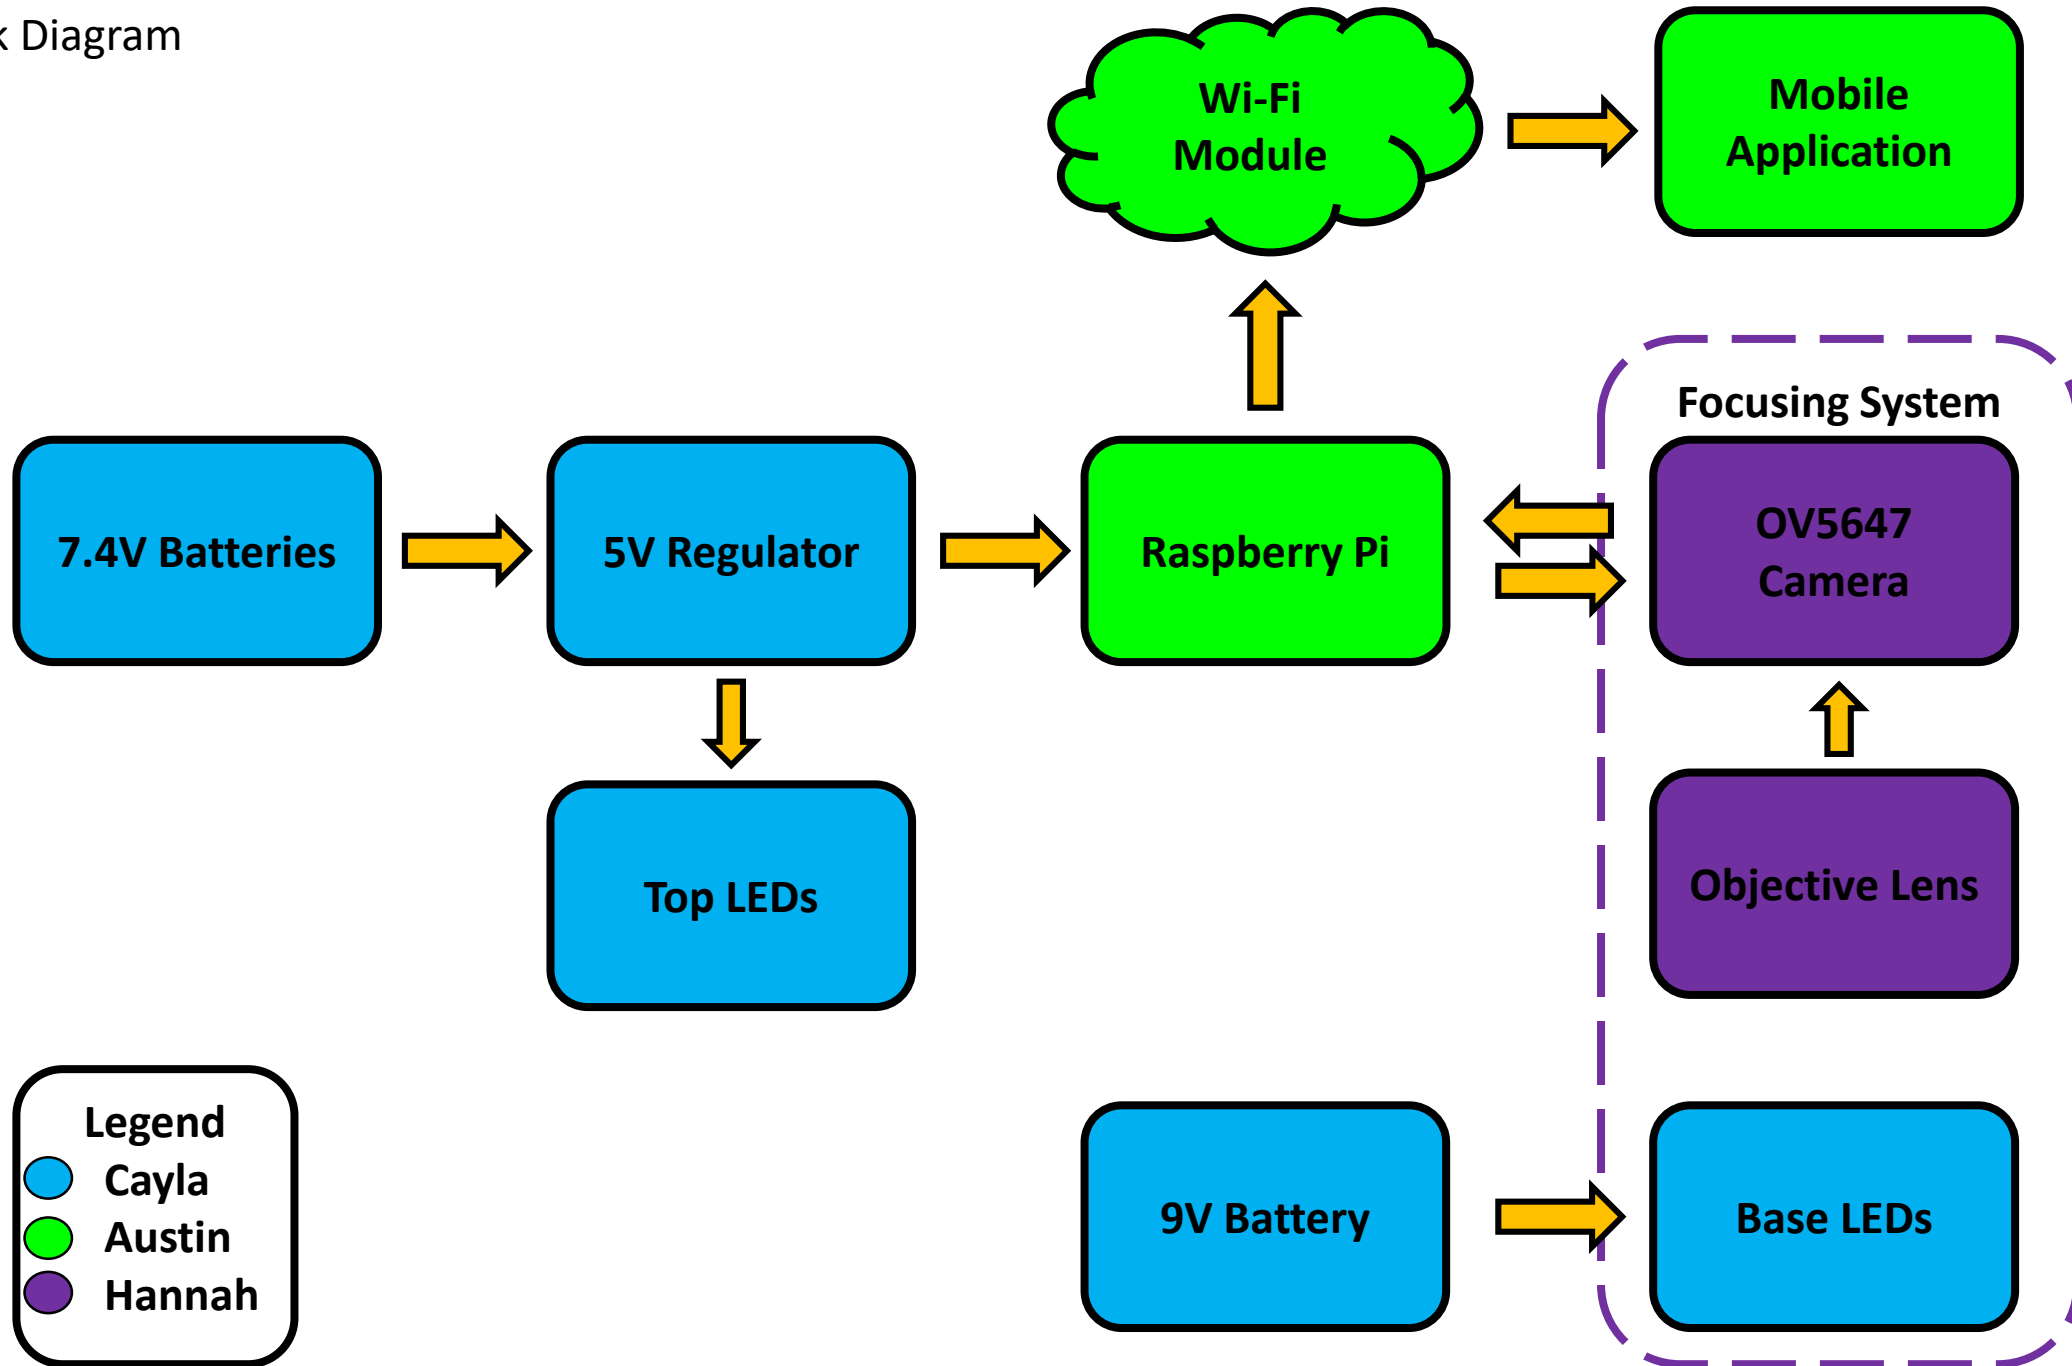 k Diagram
Wi-Fi
Module
Mobile
Application
Focusing System
7.4V Batteries
5V Regulator
Raspberry Pi
OV5647
Camera
Top LEDs
Objective Lens
Legend
Cayla
Austin
Hannah
9V Battery
Base LEDs